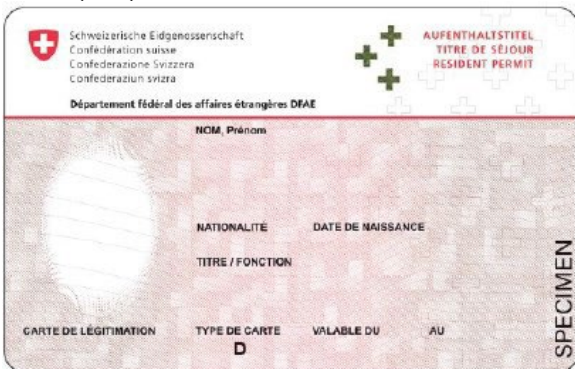 Schweizerische Eidgenossenschaft
Confédération suisse
Confederazione Svizzera
Confederaziun svizra
Département fédéral des affaires étrangères DFAE
AUFENTHALTSTITEL
TITRE DE SÉJOUR
RESIDENT PERMIT
NOM, Prénom
NATIONALITÉ DATE DE NAISSANCE
TITRE / FONCTION
CARTE DE LÉGITIMATION TYPE DE CARTE VALABLE DU AU
D
SPECIMEN